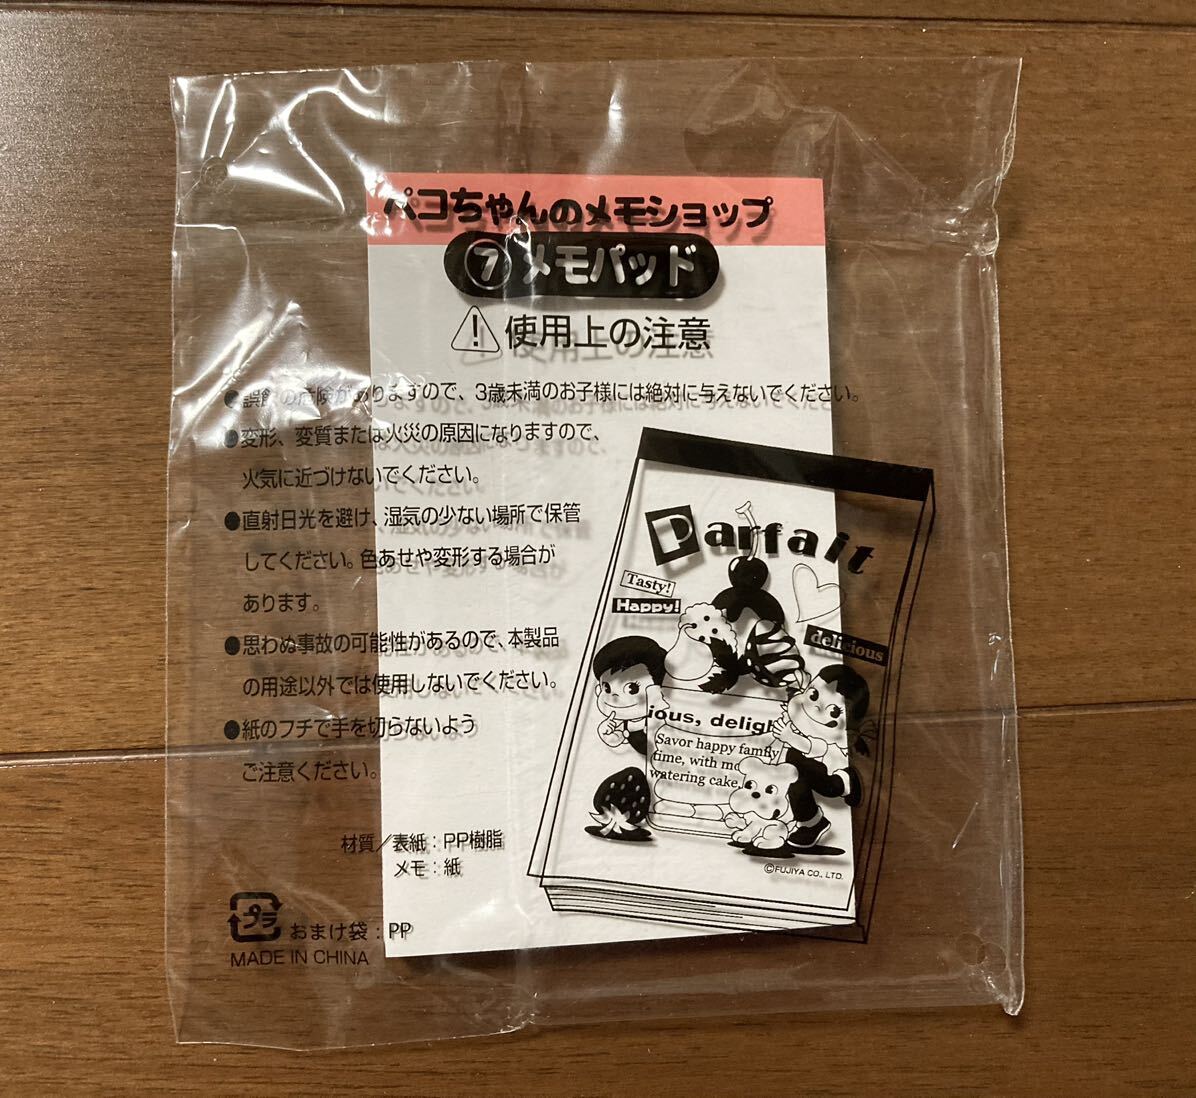 ペコちゃんのメモショップ
⑦メモパッド
使用上の注意
●誤飲の危険がありますので、3歳未満のお子様には絶対に与えないでください。
●変形、変質または火災の原因になりますので、
火気に近づけないでください。
●直射日光を避け、湿気の少ない場所で保管
してください。色あせや変形する場合が
あります。
●思わぬ事故の可能性があるので、本製品
の用途以外では使用しないでください。
●紙のフチで手を切らないよう
ご注意ください。
材質／表紙：PP樹脂
メモ：紙
プラ おまけ袋：PP
MADE IN CHINA
Parfait
Tasty!
Happy!
delicious
ious, deligh
Savor happy family
time, with mo
watering cake.
©FUJIYA CO., LTD.